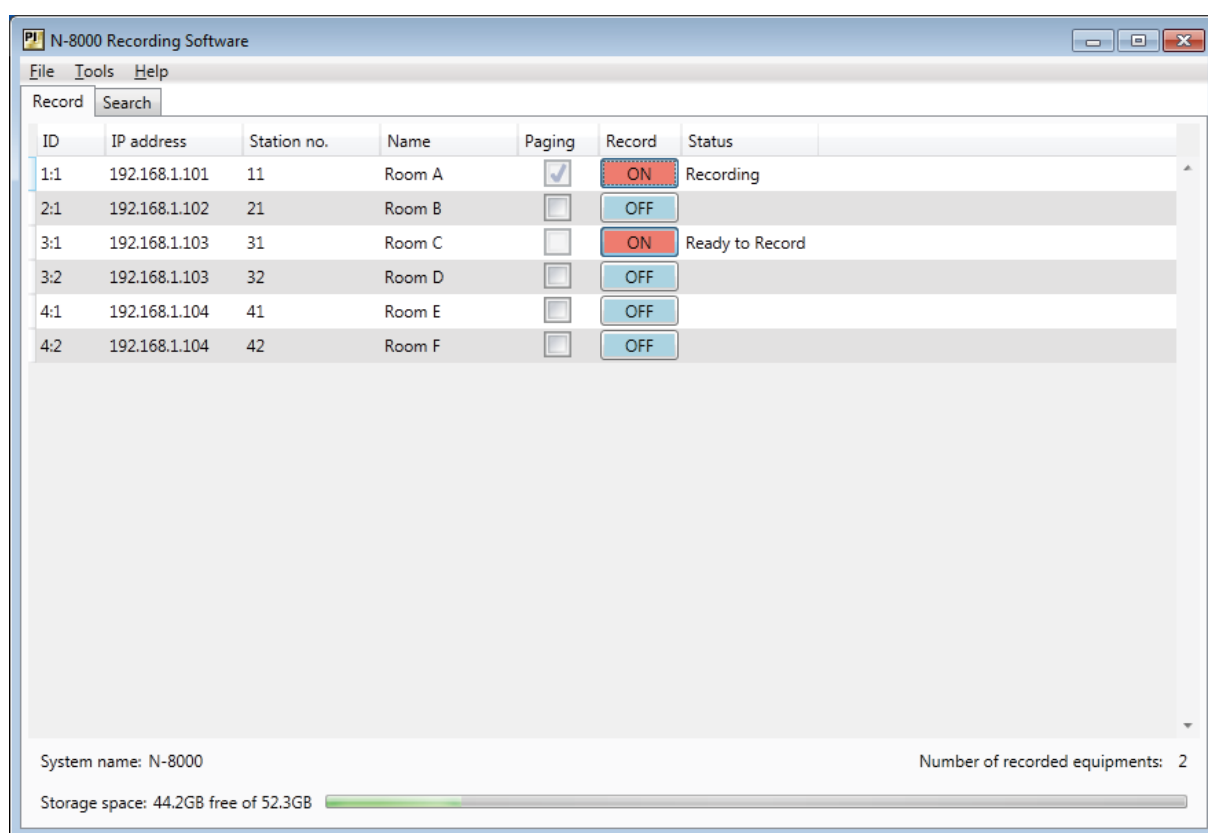 PI N-8000 Recording Software
File Tools Help
Record Search
ID IP address Station no. Name Paging Record Status
1:1 192.168.1.101 11 Room A ON Recording
2:1 192.168.1.102 21 Room B OFF
3:1 192.168.1.103 31 Room C ON Ready to Record
3:2 192.168.1.103 32 Room D OFF
4:1 192.168.1.104 41 Room E OFF
4:2 192.168.1.104 42 Room F OFF
System name: N-8000 Number of recorded equipments: 2
Storage space: 44.2GB free of 52.3GB